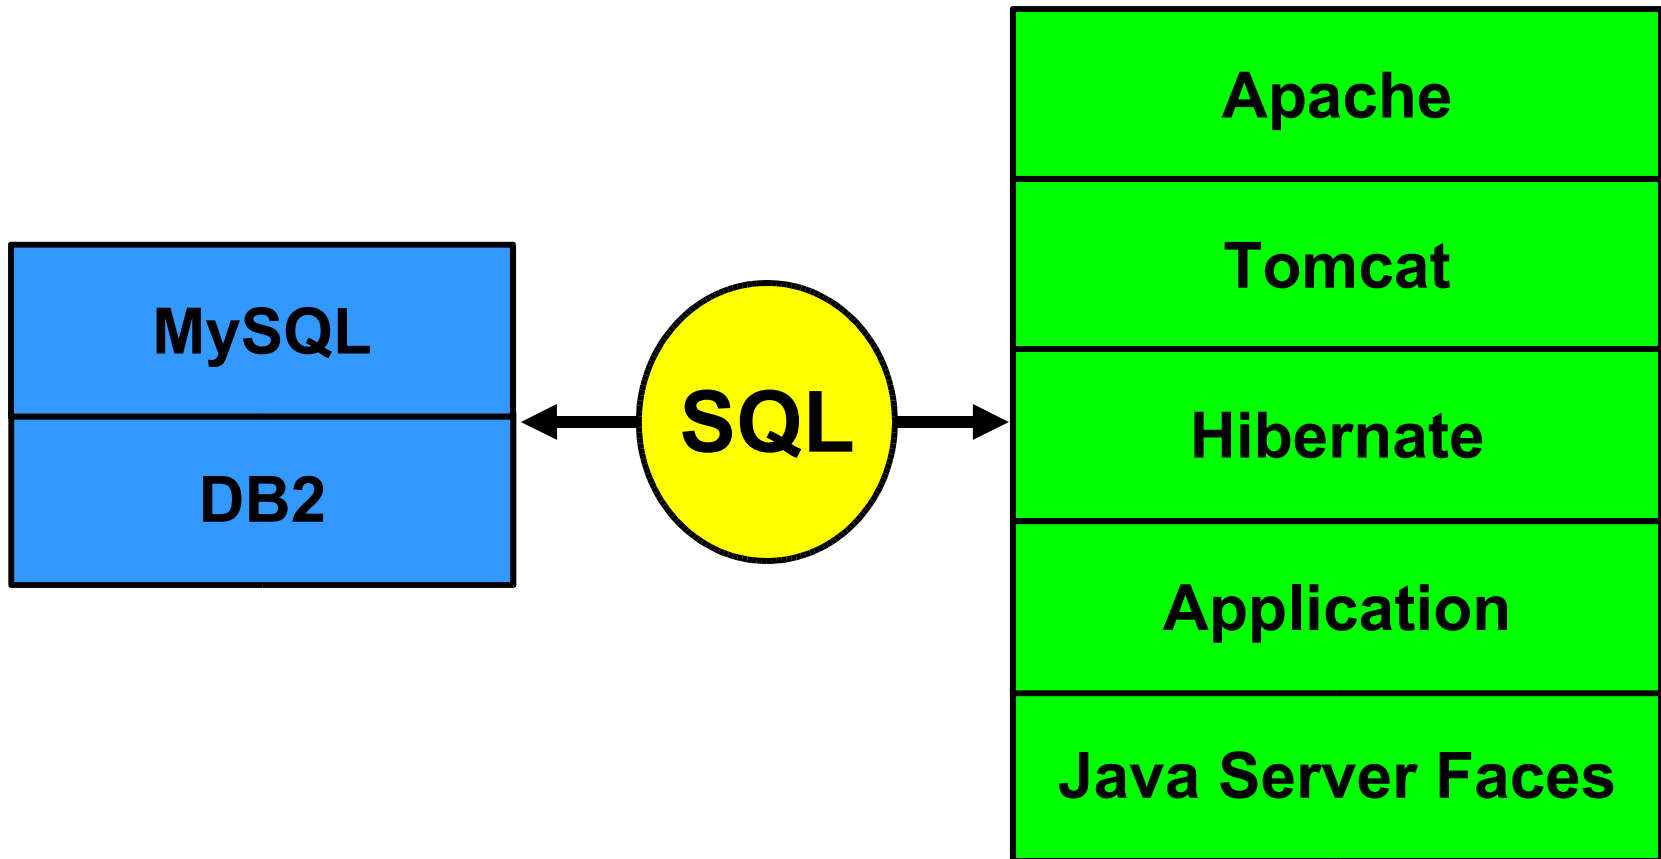 MySQL
DB2
SQL
Apache
Tomcat
Hibernate
Application
Java Server Faces